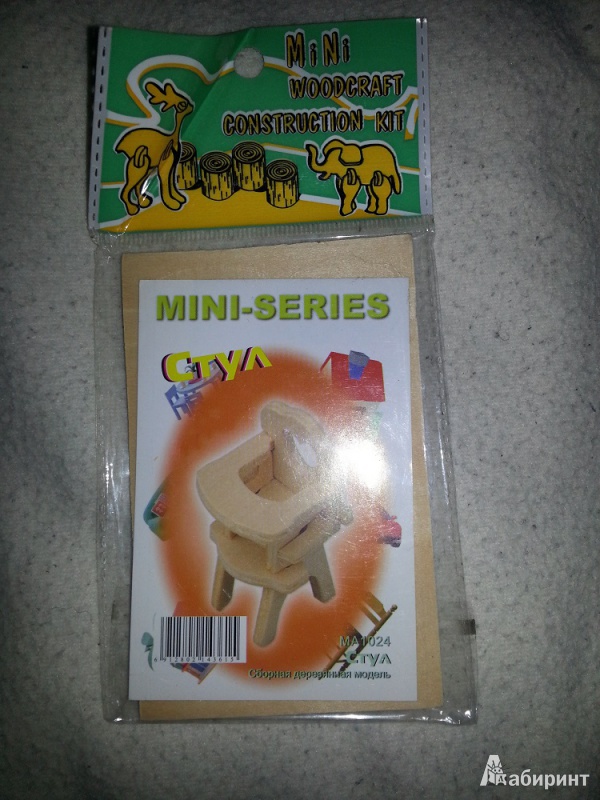 MiNi
WOODCRAFT
CONSTRUCTION KIT
MINI-SERIES
Стул
MA1024
Стул
Сборная деревянная модель
Лабиринт